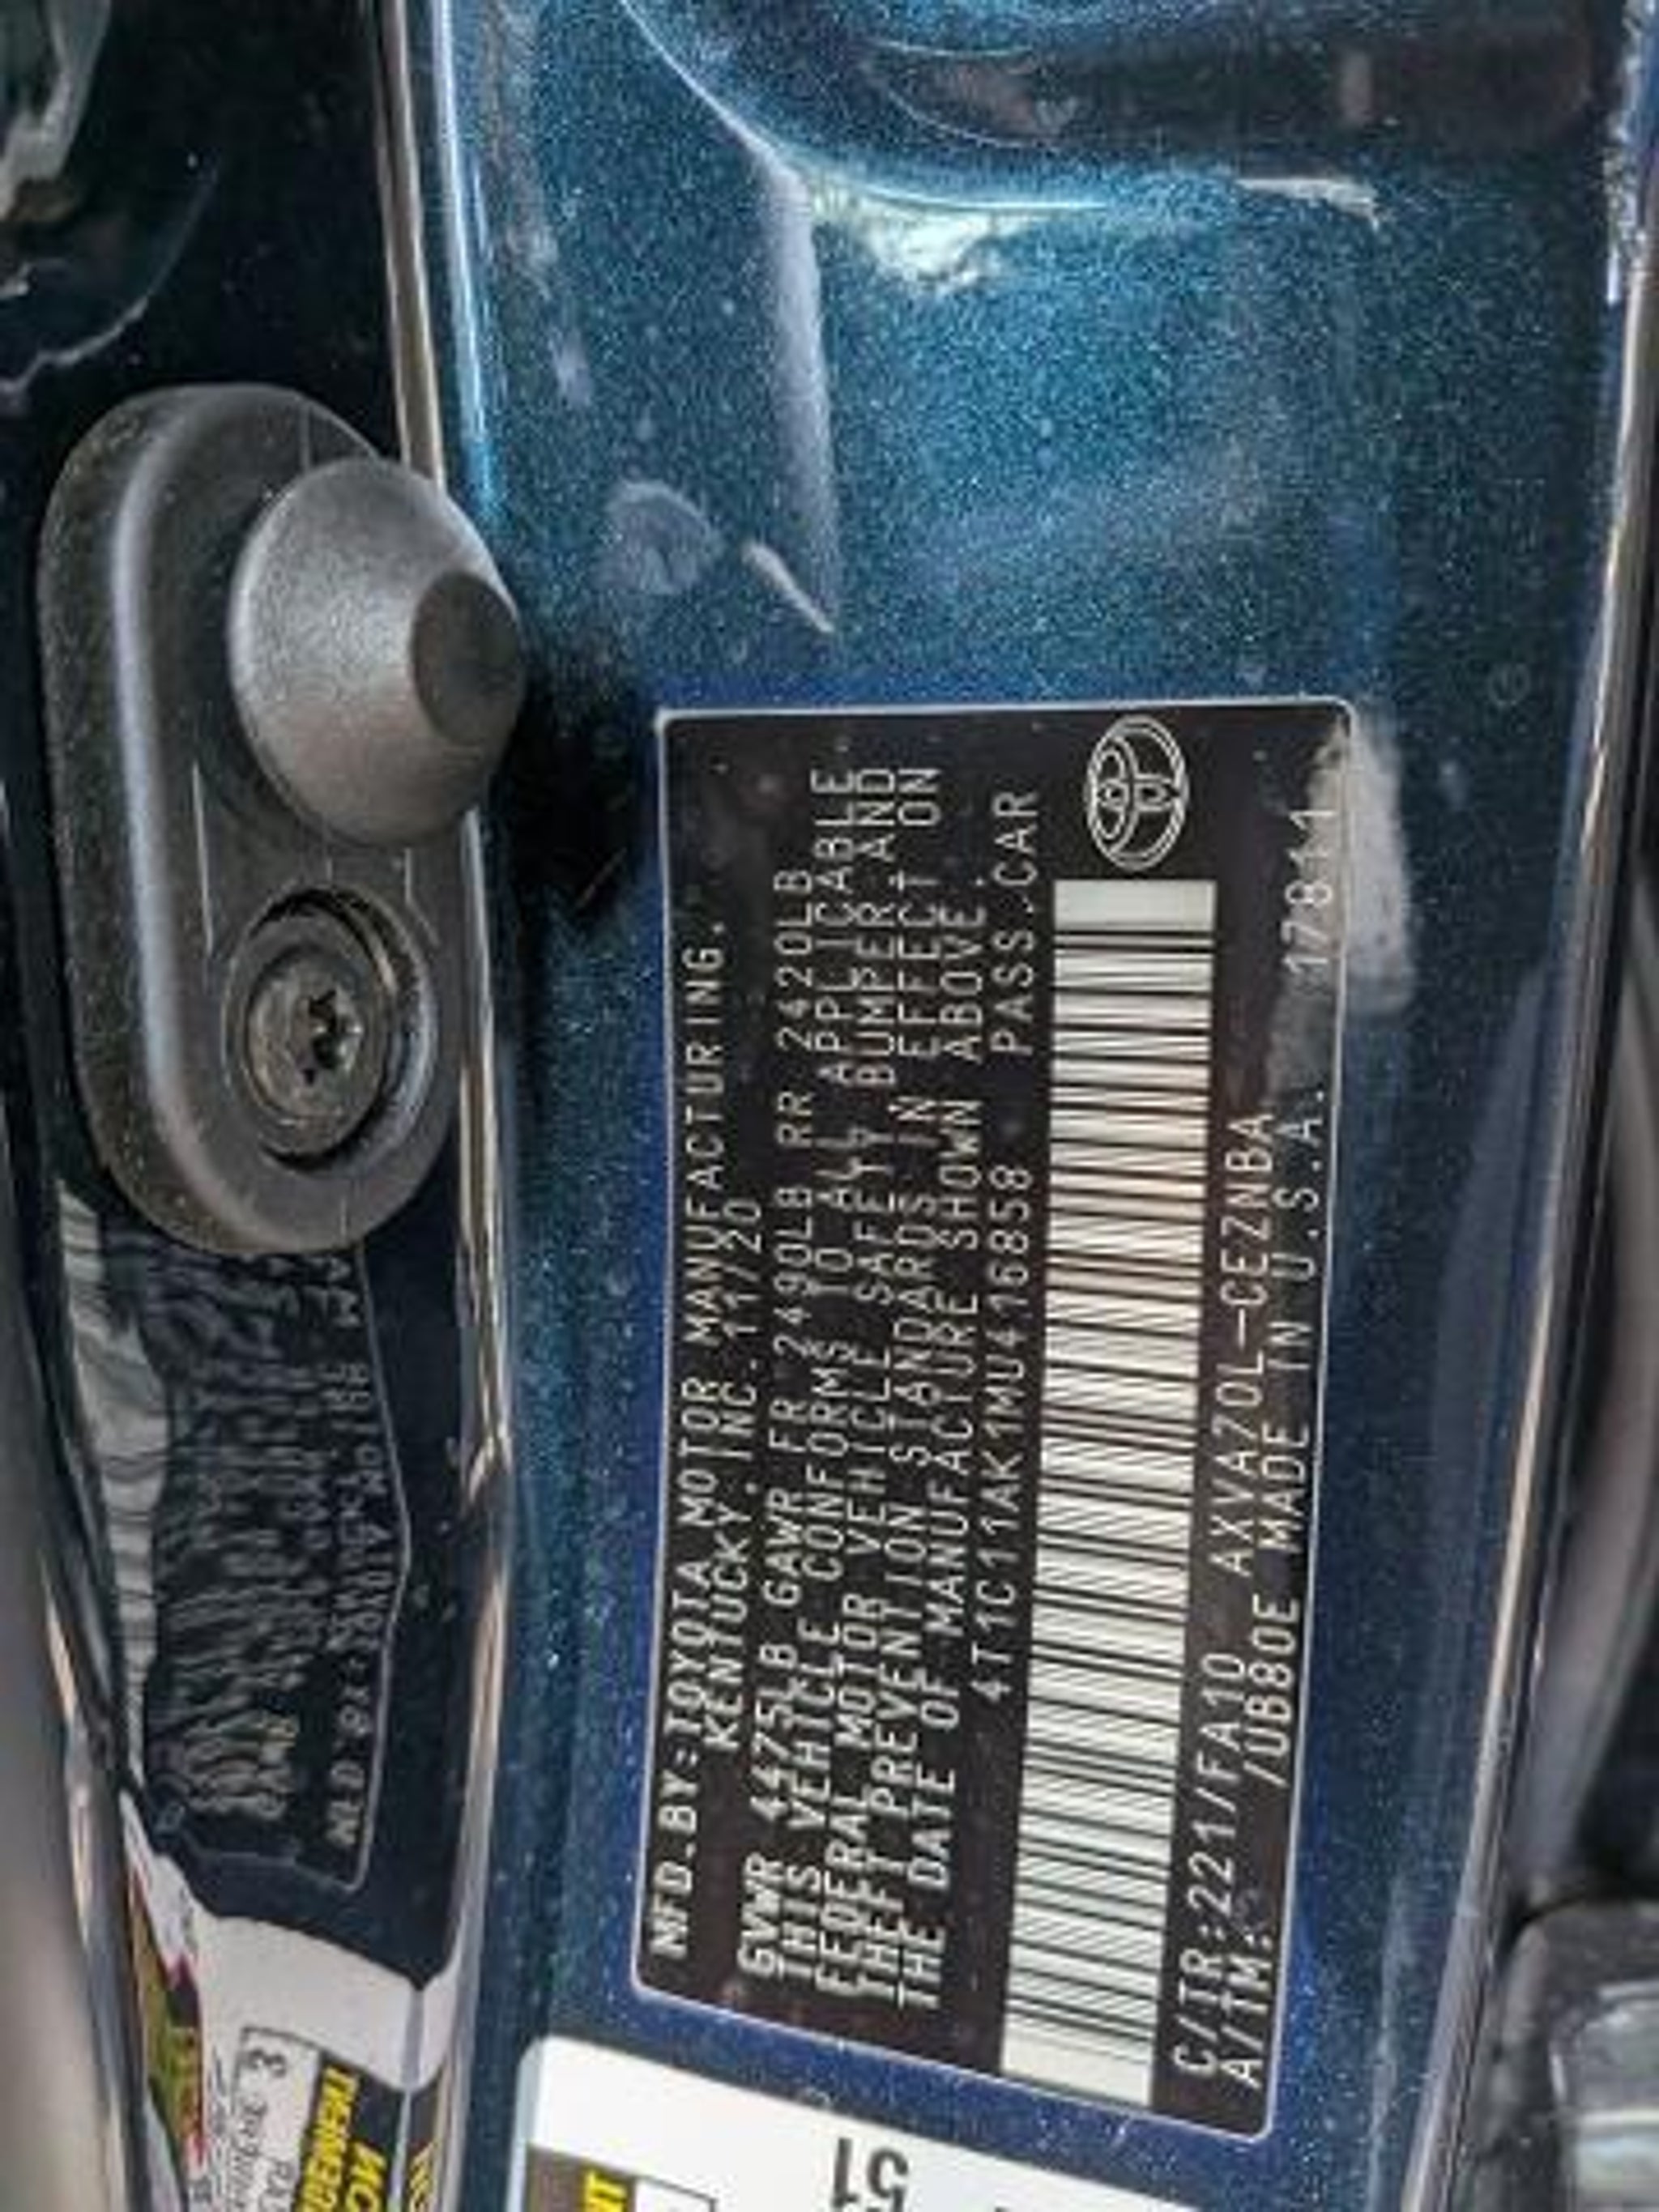 MFD.BY:TOYOTA MOTOR MANUFACTURING.
KENTUCKY.INC.11/20
GVWR 4475LB GAWR FR 2490LB RR 2420LB
THIS VEHICLE CONFORMS TO ALL APPLICABLE
FEDERAL MOTOR VEHICLE SAFETY BUMPER AND
THEFT PREVENTION STANDARDS IN EFFECT ON
THE DATE OF MANUFACTURE SHOWN ABOVE.
4T1C11AK1MU416858 PASS.CAR
C/TR:221/FA10 AXVA70L-CEZNBA
A/TM: /UB80E MADE IN U.S.A. 17811
51